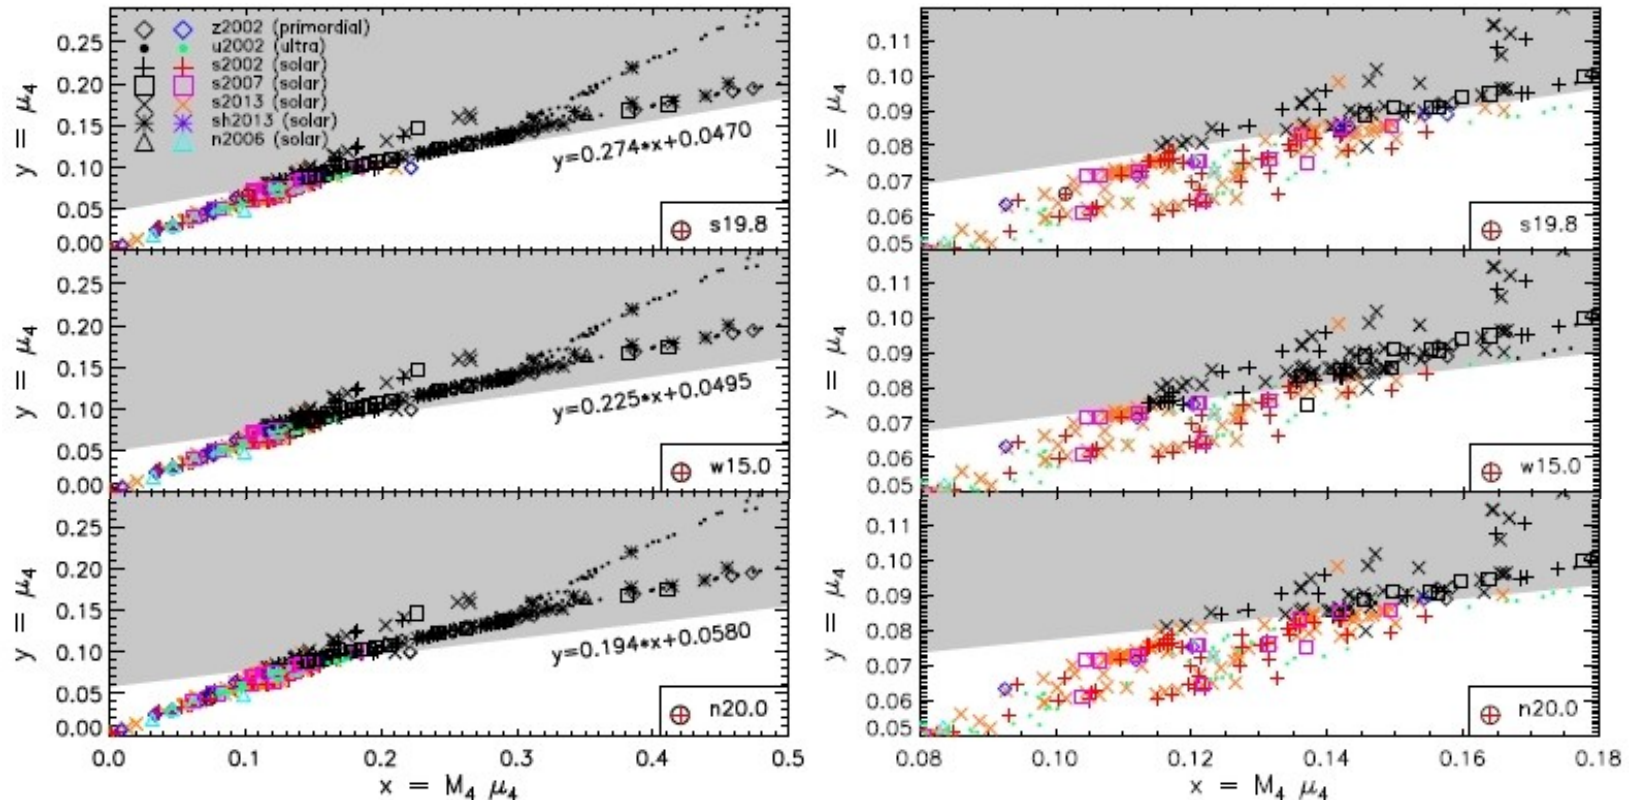 z2002 (primordial)
u2002 (ultra)
s2002 (solar)
s2007 (solar)
s2013 (solar)
sh2013 (solar)
n2006 (solar)
y = μ4
0.25
0.20
0.15
0.10
0.05
0.00
y=0.274*x+0.0470
s19.8
y = μ4
0.11
0.10
0.09
0.08
0.07
0.06
0.05
s19.8
y = μ4
0.25
0.20
0.15
0.10
0.05
0.00
y=0.225*x+0.0495
w15.0
y = μ4
0.11
0.10
0.09
0.08
0.07
0.06
0.05
w15.0
y = μ4
0.25
0.20
0.15
0.10
0.05
0.00
y=0.194*x+0.0580
n20.0
0.0 0.1 0.2 0.3 0.4 0.5
x = M4 μ4
y = μ4
0.11
0.10
0.09
0.08
0.07
0.06
0.05
n20.0
0.08 0.10 0.12 0.14 0.16 0.18
x = M4 μ4